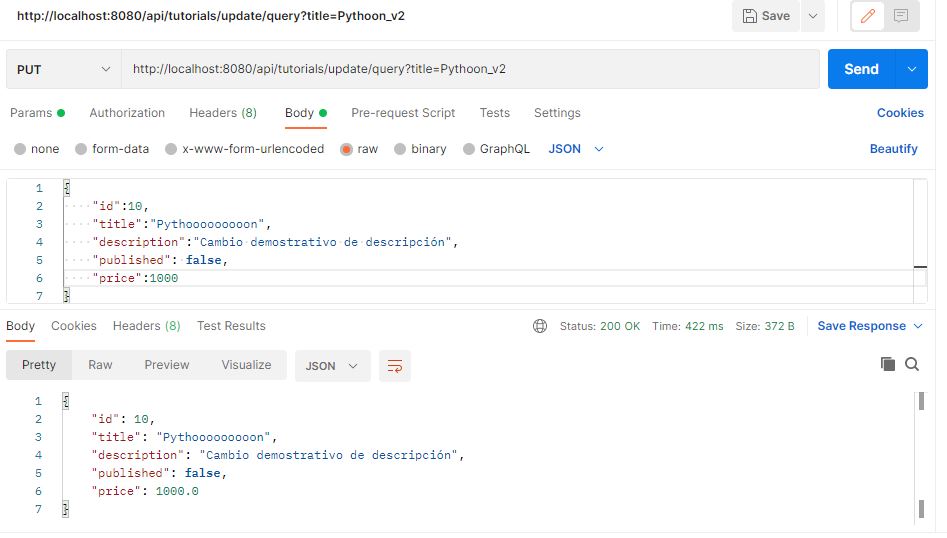 http://localhost:8080/api/tutorials/update/query?title=Pythoon_v2 Save
PUT http://localhost:8080/api/tutorials/update/query?title=Pythoon_v2 Send
Params Authorization Headers (8) Body Pre-request Script Tests Settings Cookies
none form-data x-www-form-urlencoded raw binary GraphQL JSON Beautify
1 {
2 "id":10,
3 "title":"Pythooooooooon",
4 "description":"Cambio demostrativo de descripción",
5 "published": false,
6 "price":1000
7 }
Body Cookies Headers (8) Test Results Status: 200 OK Time: 422 ms Size: 372 B Save Response
Pretty Raw Preview Visualize JSON
1 {
2 "id": 10,
3 "title": "Pythooooooooon",
4 "description": "Cambio demostrativo de descripción",
5 "published": false,
6 "price": 1000.0
7 }